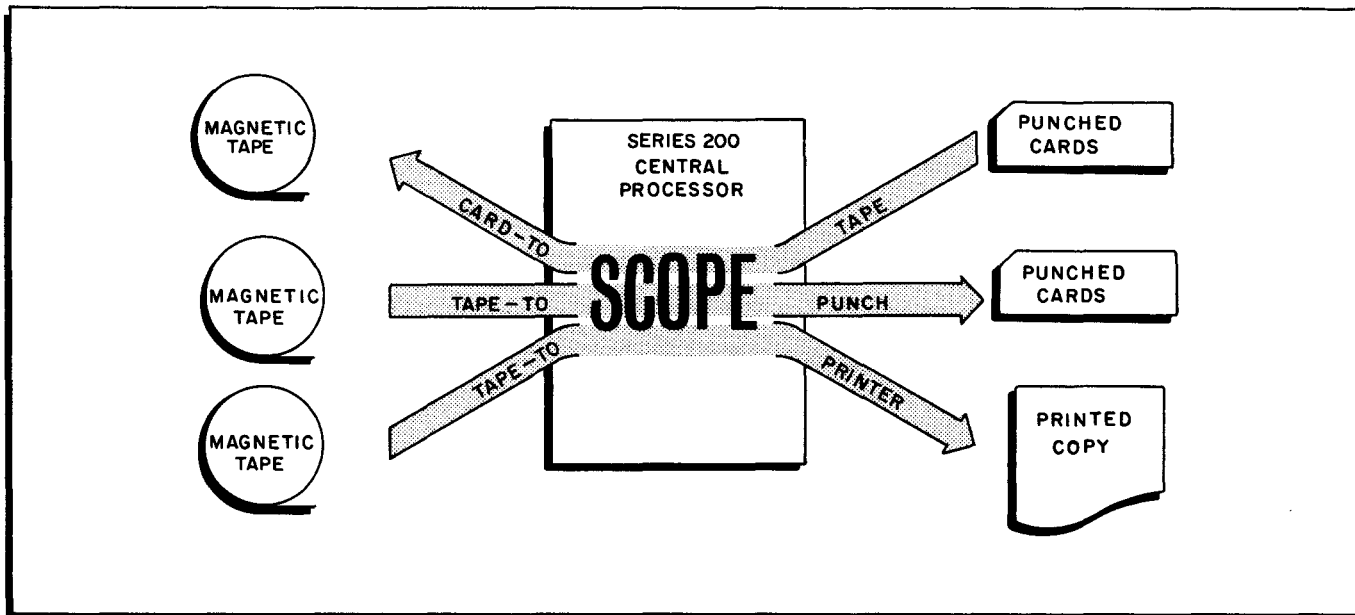 MAGNETIC
TAPE
SERIES 200
CENTRAL
PROCESSOR
PUNCHED
CARDS
CARD-TO
TAPE
MAGNETIC
TAPE
TAPE-TO
SCOPE
PUNCH
PUNCHED
CARDS
TAPE-TO
PRINTER
MAGNETIC
TAPE
PRINTED
COPY